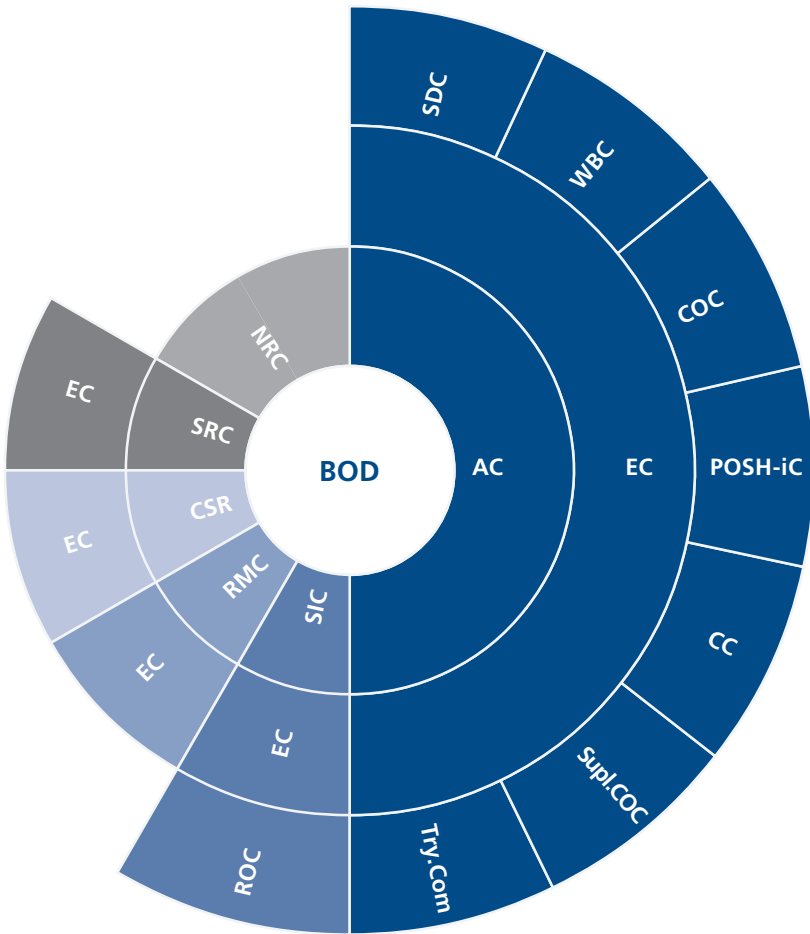 SDC
WBC
COC
NRC
EC
SRC
BOD
AC
EC
POSH-iC
CSR
EC
RMC
SIC
CC
EC
EC
Supl.COC
Try.Com
ROC